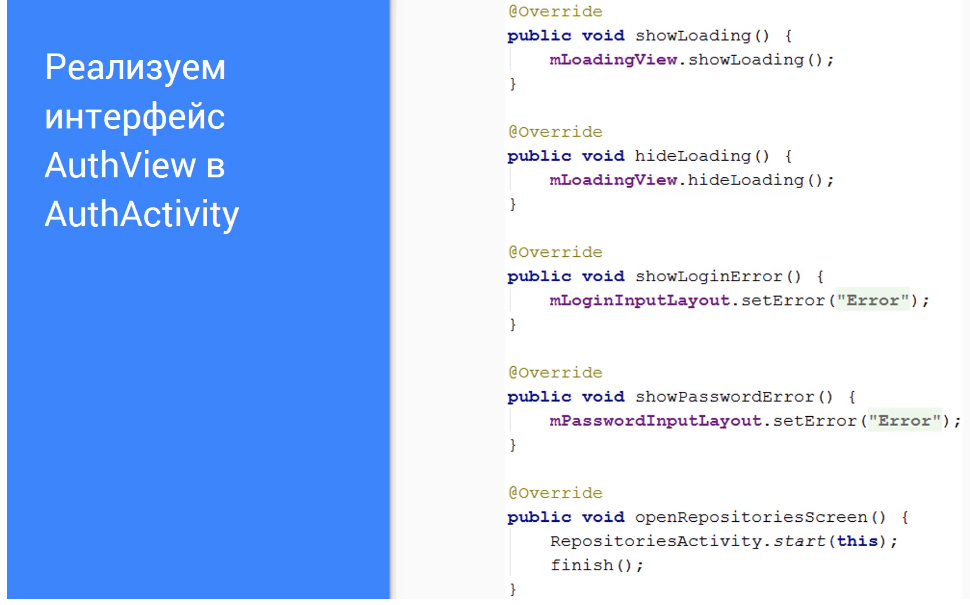 Реализуем
интерфейс
AuthView в
AuthActivity
@Override
public void showLoading() {
    mLoadingView.showLoading();
}
@Override
public void hideLoading() {
    mLoadingView.hideLoading();
}
@Override
public void showLoginError() {
    mLoginInputLayout.setError("Error");
}
@Override
public void showPasswordError() {
    mPasswordInputLayout.setError("Error");
}
@Override
public void openRepositoriesScreen() {
    RepositoriesActivity.start(this);
    finish();
}